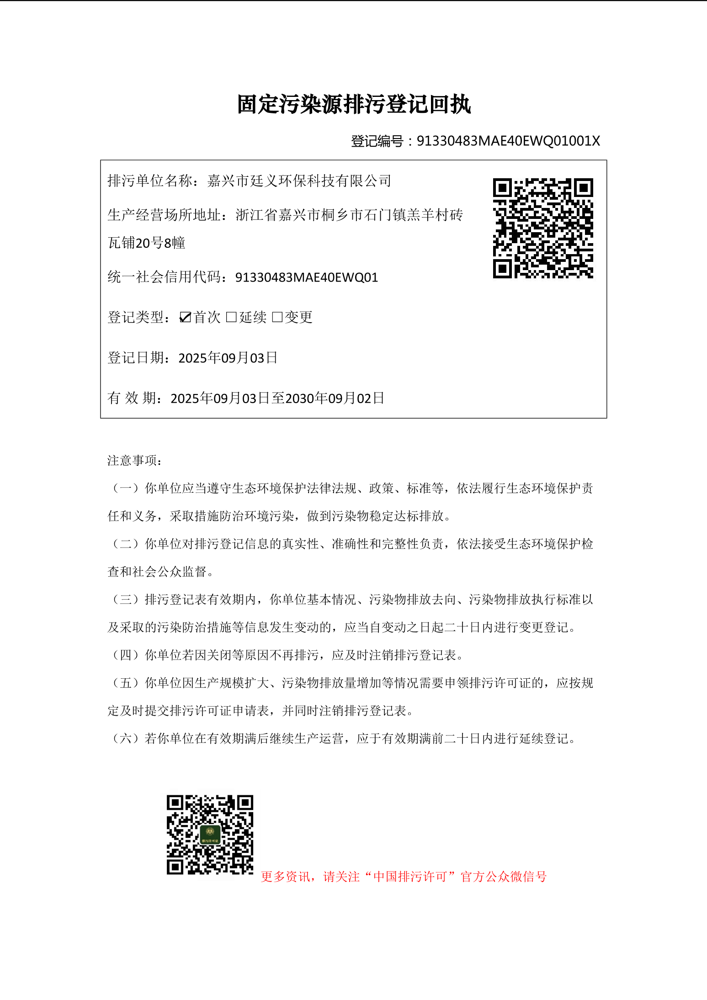 固定污染源排污登记回执
登记编号：91330483MAE40EWQ01001X
排污单位名称：嘉兴市廷义环保科技有限公司
生产经营场所地址：浙江省嘉兴市桐乡市石门镇羔羊村砖
瓦铺20号8幢
统一社会信用代码：91330483MAE40EWQ01
登记类型：☑首次 □延续 □变更
登记日期：2025年09月03日
有 效 期：2025年09月03日至2030年09月02日
注意事项：
（一）你单位应当遵守生态环境保护法律法规、政策、标准等，依法履行生态环境保护责
任和义务，采取措施防治环境污染，做到污染物稳定达标排放。
（二）你单位对排污登记信息的真实性、准确性和完整性负责，依法接受生态环境保护检
查和社会公众监督。
（三）排污登记表有效期内，你单位基本情况、污染物排放去向、污染物排放执行标准以
及采取的污染防治措施等信息发生变动的，应当自变动之日起二十日内进行变更登记。
（四）你单位若因关闭等原因不再排污，应及时注销排污登记表。
（五）你单位因生产规模扩大、污染物排放量增加等情况需要申领排污许可证的，应按规
定及时提交排污许可证申请表，并同时注销排污登记表。
（六）若你单位在有效期满后继续生产运营，应于有效期满前二十日内进行延续登记。
排污许可证
更多资讯，请关注“中国排污许可”官方公众微信号